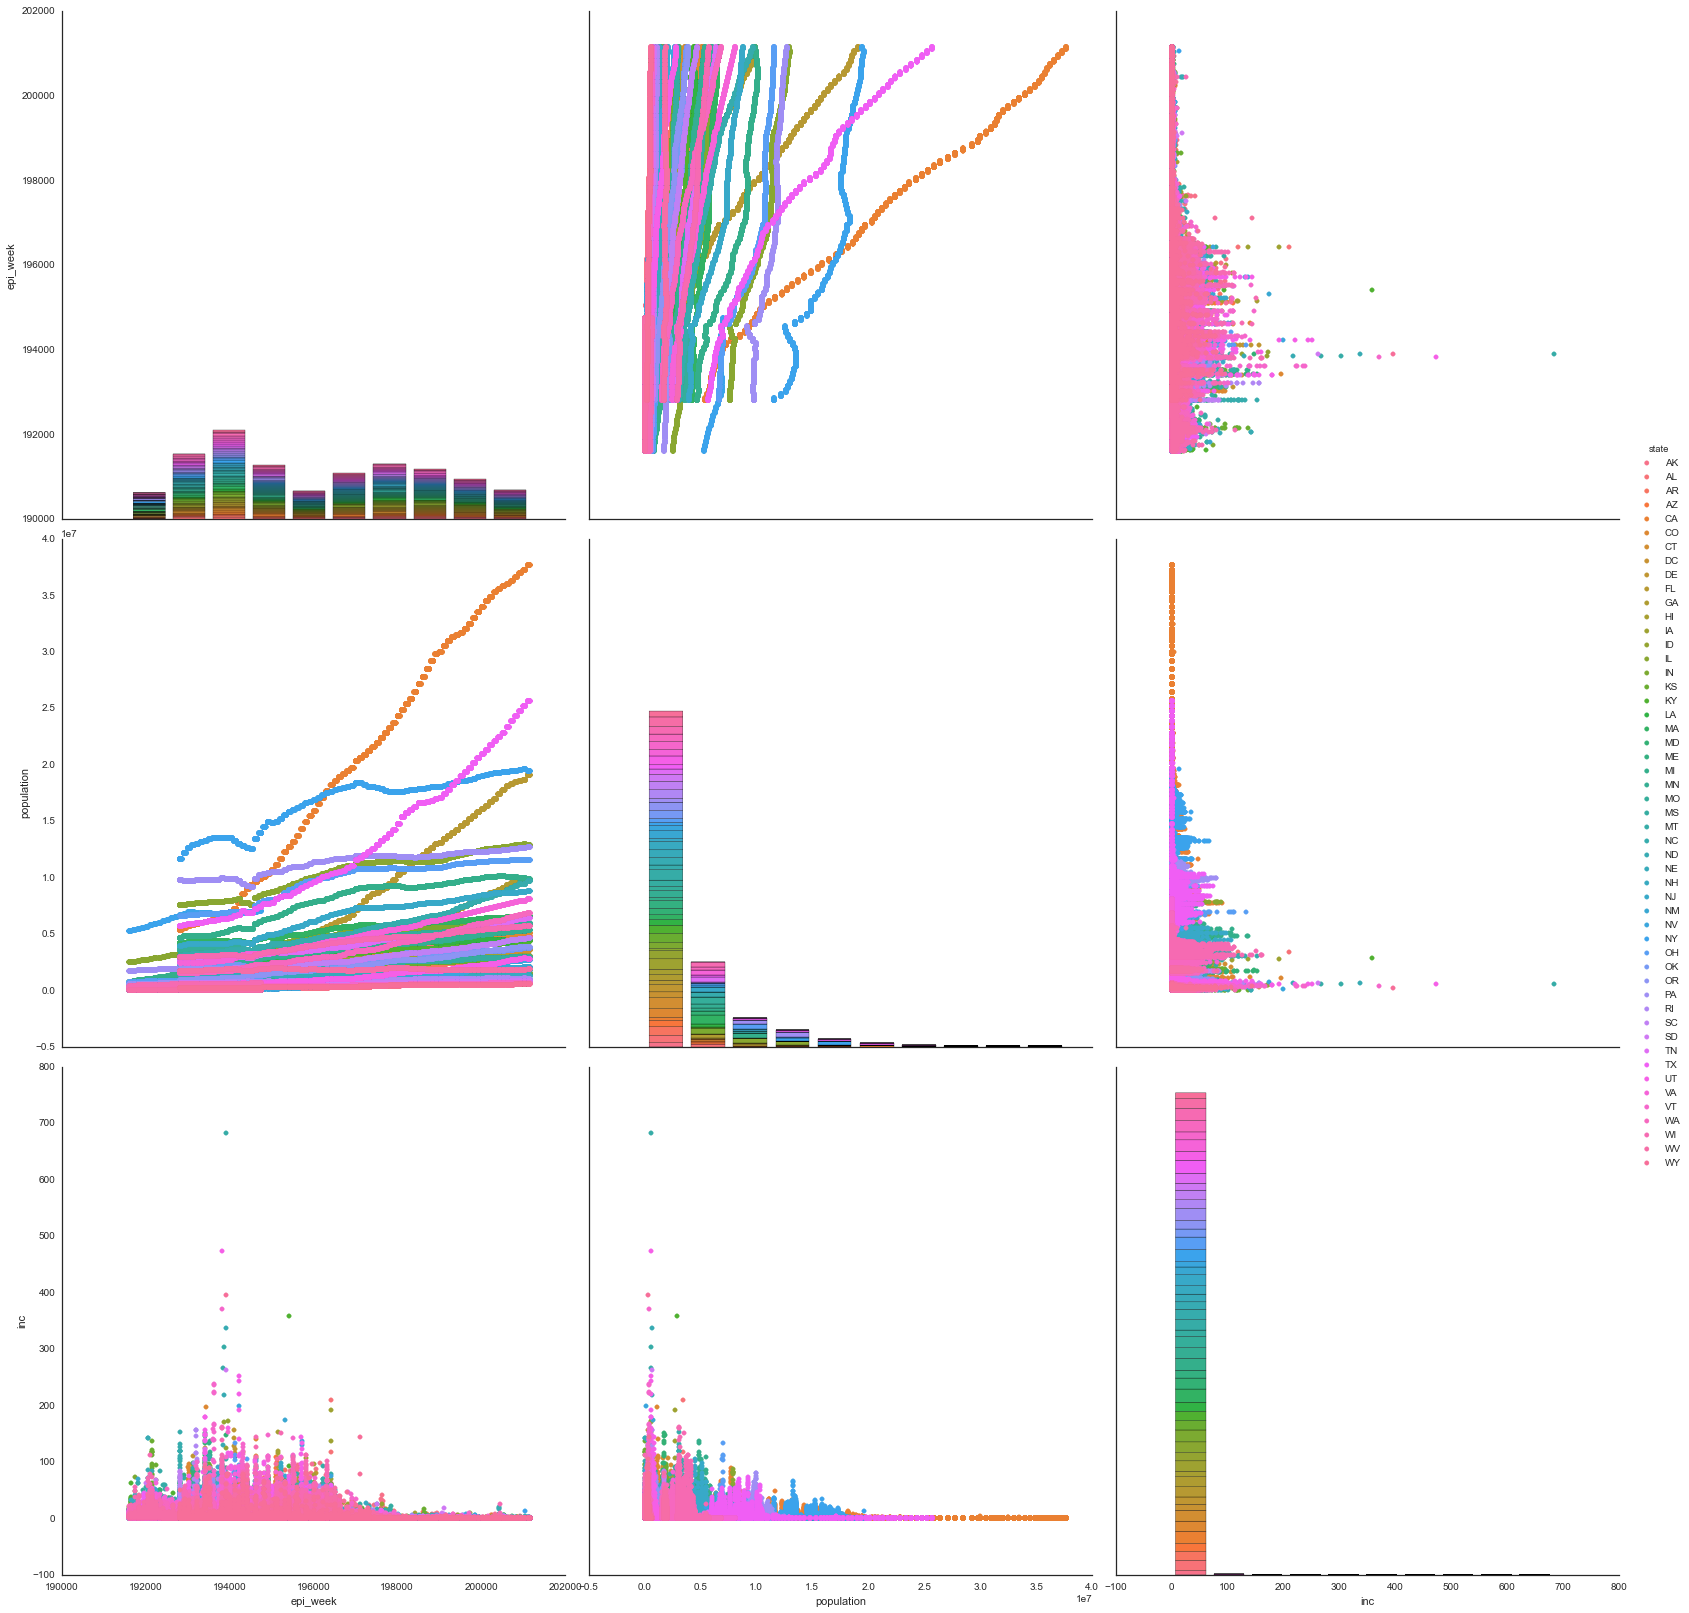 202000
200000
198000
196000
194000
192000
190000
epi_week
1e7
4.0
3.5
3.0
2.5
2.0
1.5
1.0
0.5
0.0
−0.5
population
800
700
600
500
400
300
200
100
0
−100
inc
190000 192000 194000 196000 198000 200000 202000
epi_week
−0.5 0.0 0.5 1.0 1.5 2.0 2.5 3.0 3.5 4.0
1e7
population
−100 0 100 200 300 400 500 600 700 800
inc
state
AK
AL
AR
AZ
CA
CO
CT
DC
DE
FL
GA
HI
IA
ID
IL
IN
KS
KY
LA
MA
MD
ME
MI
MN
MO
MS
MT
NC
ND
NE
NH
NJ
NM
NV
NY
OH
OK
OR
PA
RI
SC
SD
TN
TX
UT
VA
VT
WA
WI
WV
WY